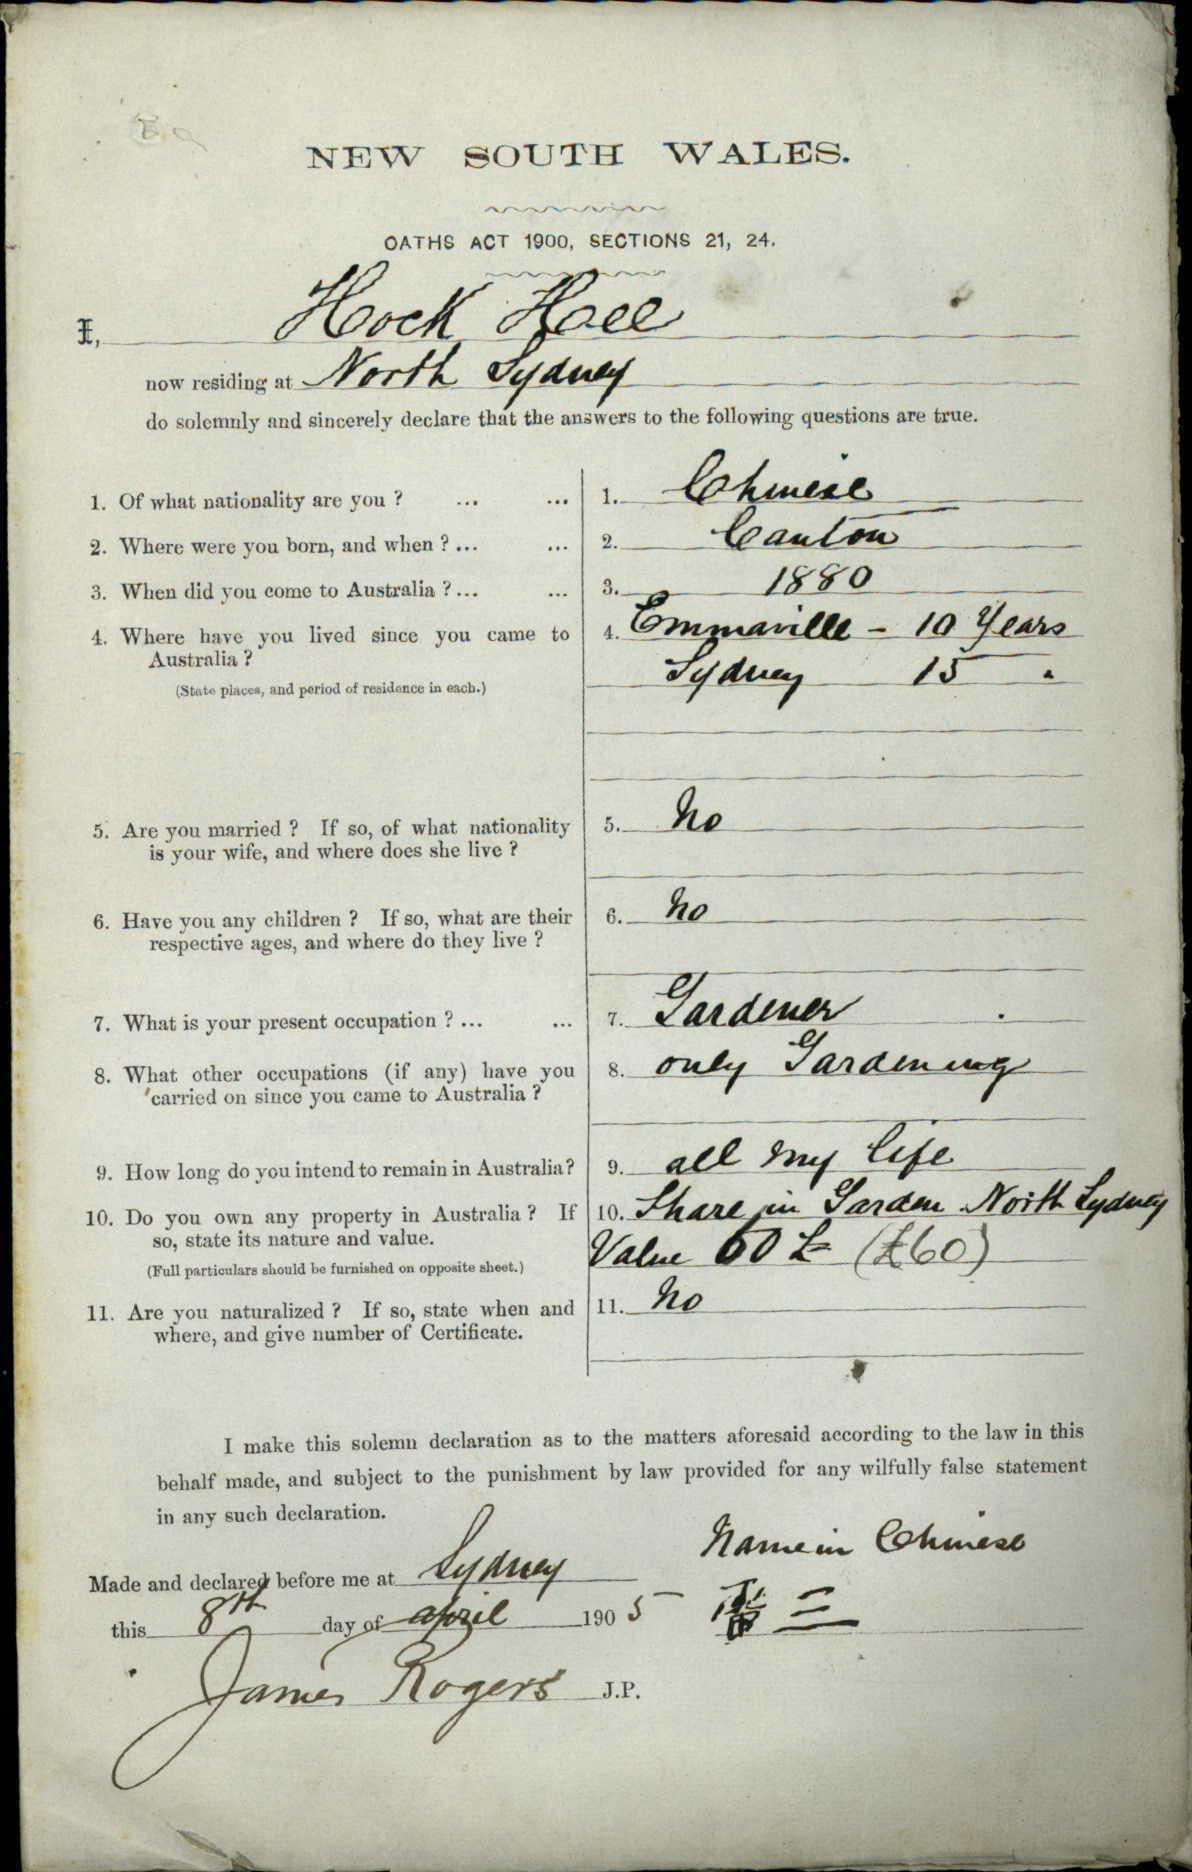 NEW SOUTH WALES.
OATHS ACT 1900, SECTIONS 21, 24.
I, Hock Hall
now residing at North Sydney
do solemnly and sincerely declare that the answers to the following questions are true.
1. Of what nationality are you ? ... ... 1. Chinese
2. Where were you born, and when ? ... ... 2. Canton
3. When did you come to Australia ? ... ... 3. 1880
4. Where have you lived since you came to 4. Emmaville - 10 Years
Australia ? Sydney 15 "
(State places, and period of residence in each.)
5. Are you married ? If so, of what nationality 5. No
is your wife, and where does she live ?
6. Have you any children ? If so, what are their 6. No
respective ages, and where do they live ?
7. What is your present occupation ? ... ... 7. Gardener
8. What other occupations (if any) have you 8. only Gardening
carried on since you came to Australia ?
9. How long do you intend to remain in Australia? 9. all my life
10. Do you own any property in Australia ? If 10. Share in Garden North Sydney
so, state its nature and value. Value 60 £ (£60)
(Full particulars should be furnished on opposite sheet.)
11. Are you naturalized ? If so, state when and 11. No
where, and give number of Certificate.
I make this solemn declaration as to the matters aforesaid according to the law in this
behalf made, and subject to the punishment by law provided for any wilfully false statement
in any such declaration.
Name in Chinese
Made and declared before me at Sydney
this 8th day of april 1905 三
James Rogers J.P.